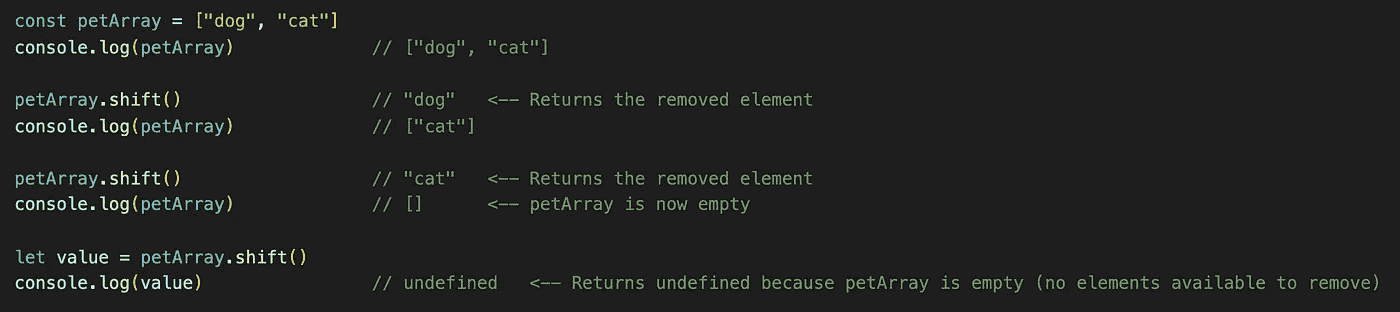 const petArray = ["dog", "cat"]
console.log(petArray)             // ["dog", "cat"]

petArray.shift()                  // "dog"   <-- Returns the removed element
console.log(petArray)             // ["cat"]

petArray.shift()                  // "cat"   <-- Returns the removed element
console.log(petArray)             // []      <-- petArray is now empty

let value = petArray.shift()
console.log(value)                // undefined   <-- Returns undefined because petArray is empty (no elements available to remove)